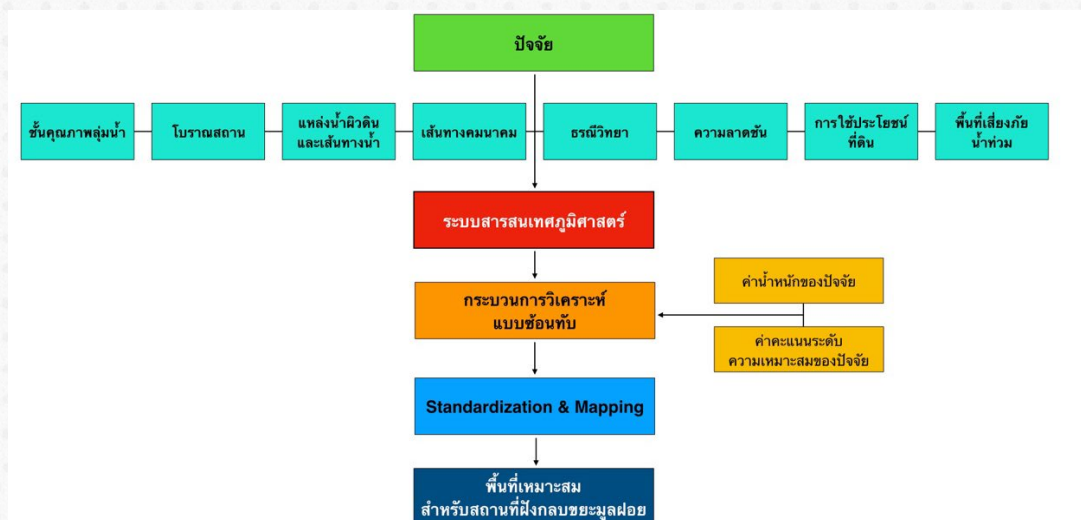 ปัจจัย
ชั้นคุณภาพลุ่มน้ำ
โบราณสถาน
แหล่งน้ำผิวดิน
และเส้นทางน้ำ
เส้นทางคมนาคม
ธรณีวิทยา
ความลาดชัน
การใช้ประโยชน์
ที่ดิน
พื้นที่เสี่ยงภัย
น้ำท่วม
ระบบสารสนเทศภูมิศาสตร์
กระบวนการวิเคราะห์
แบบซ้อนทับ
ค่าน้ำหนักของปัจจัย
ค่าคะแนนระดับ
ความเหมาะสมของปัจจัย
Standardization & Mapping
พื้นที่เหมาะสม
สำหรับสถานที่ฝังกลบขยะมูลฝอย